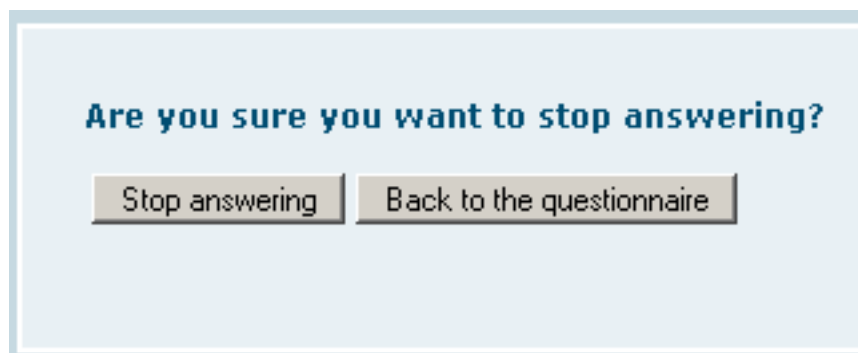 Are you sure you want to stop answering?
Stop answering Back to the questionnaire